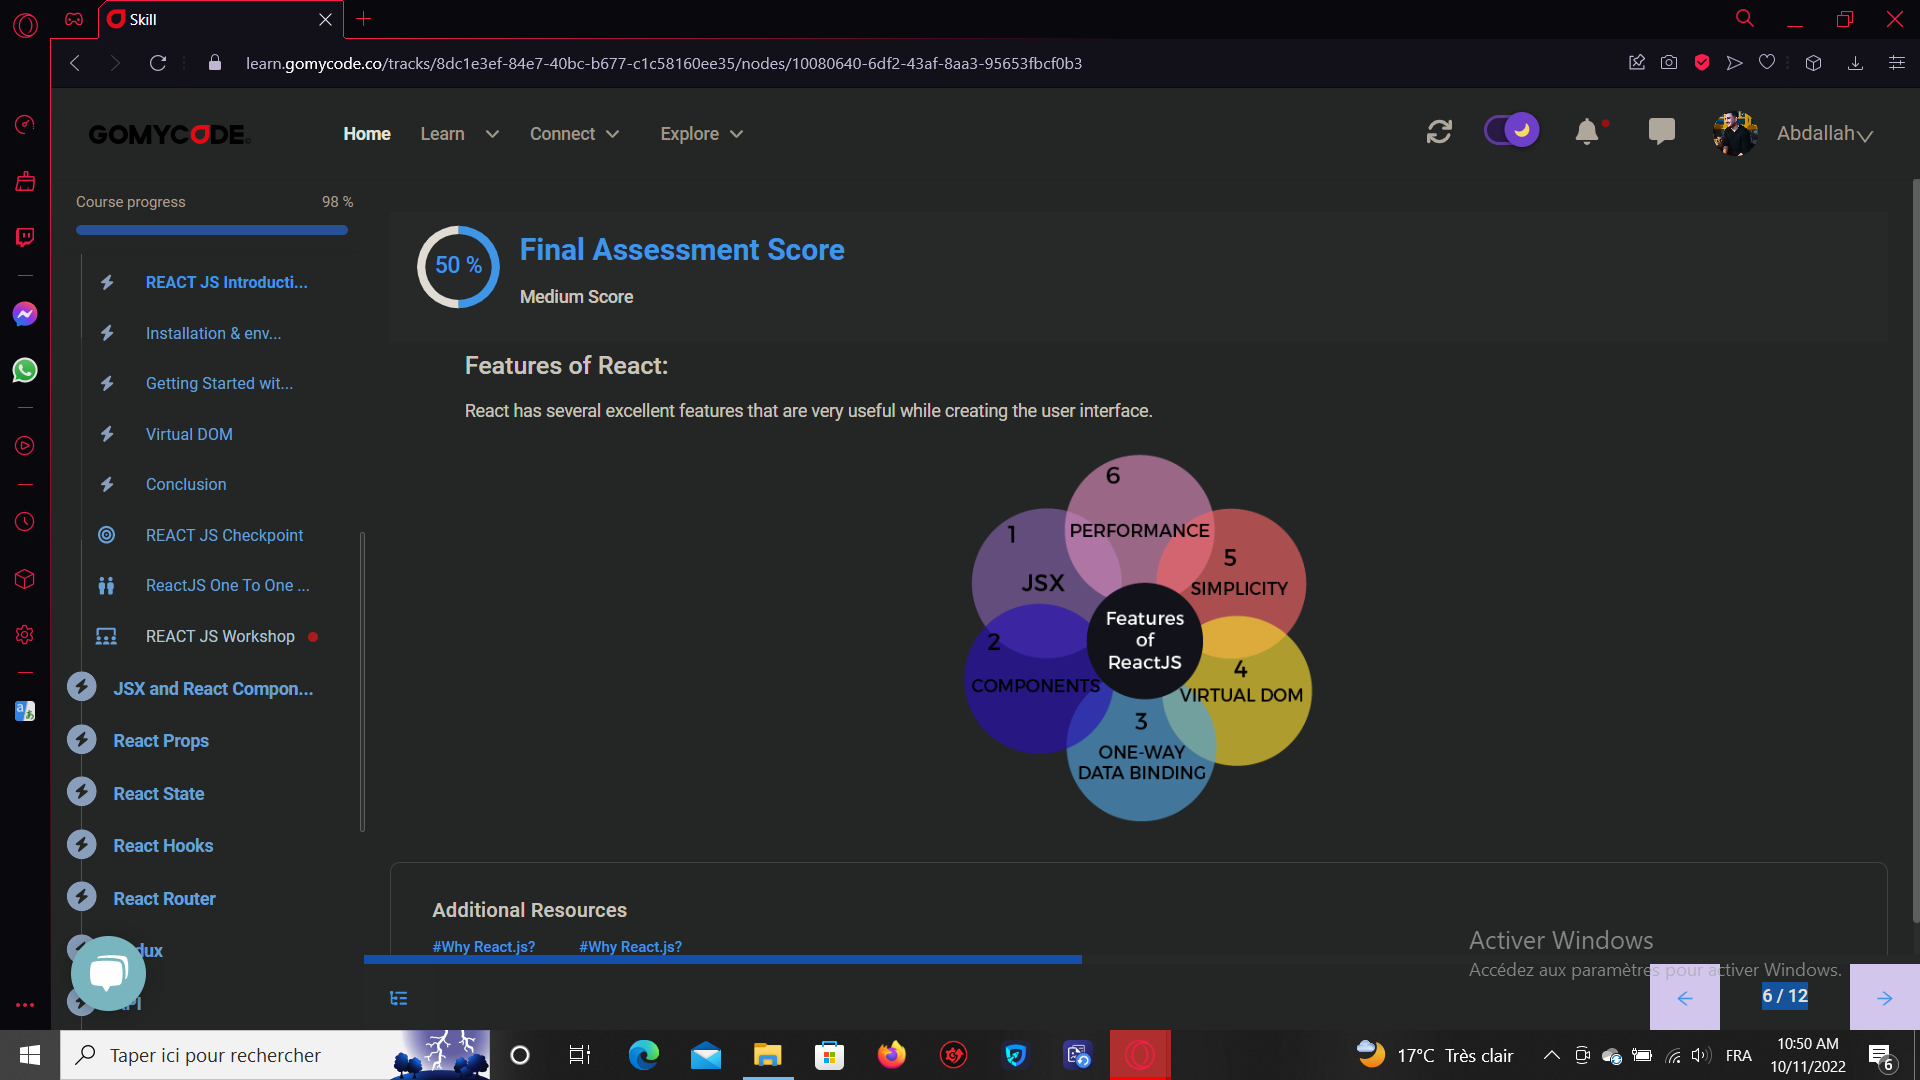 Skill
learn.gomycode.co/tracks/8dc1e3ef-84e7-40bc-b677-c1c58160ee35/nodes/10080640-6df2-43af-8aa3-95653fbcf0b3
GOMYCODE
Home Learn Connect Explore
Abdallah
Course progress 98 %
REACT JS Introducti...
Installation & env...
Getting Started wit...
Virtual DOM
Conclusion
REACT JS Checkpoint
ReactJS One To One ...
REACT JS Workshop
JSX and React Compon...
React Props
React State
React Hooks
React Router
50 %
Final Assessment Score
Medium Score
Features of React:
React has several excellent features that are very useful while creating the user interface.
6
PERFORMANCE
1
JSX
5
SIMPLICITY
Features
of
ReactJS
2
COMPONENTS
4
VIRTUAL DOM
3
ONE-WAY
DATA BINDING
Additional Resources
#Why React.js? #Why React.js?
Activer Windows
Accédez aux paramètres pour activer Windows.
6 / 12
Taper ici pour rechercher
17°C Très clair
FRA
10:50 AM
10/11/2022
6